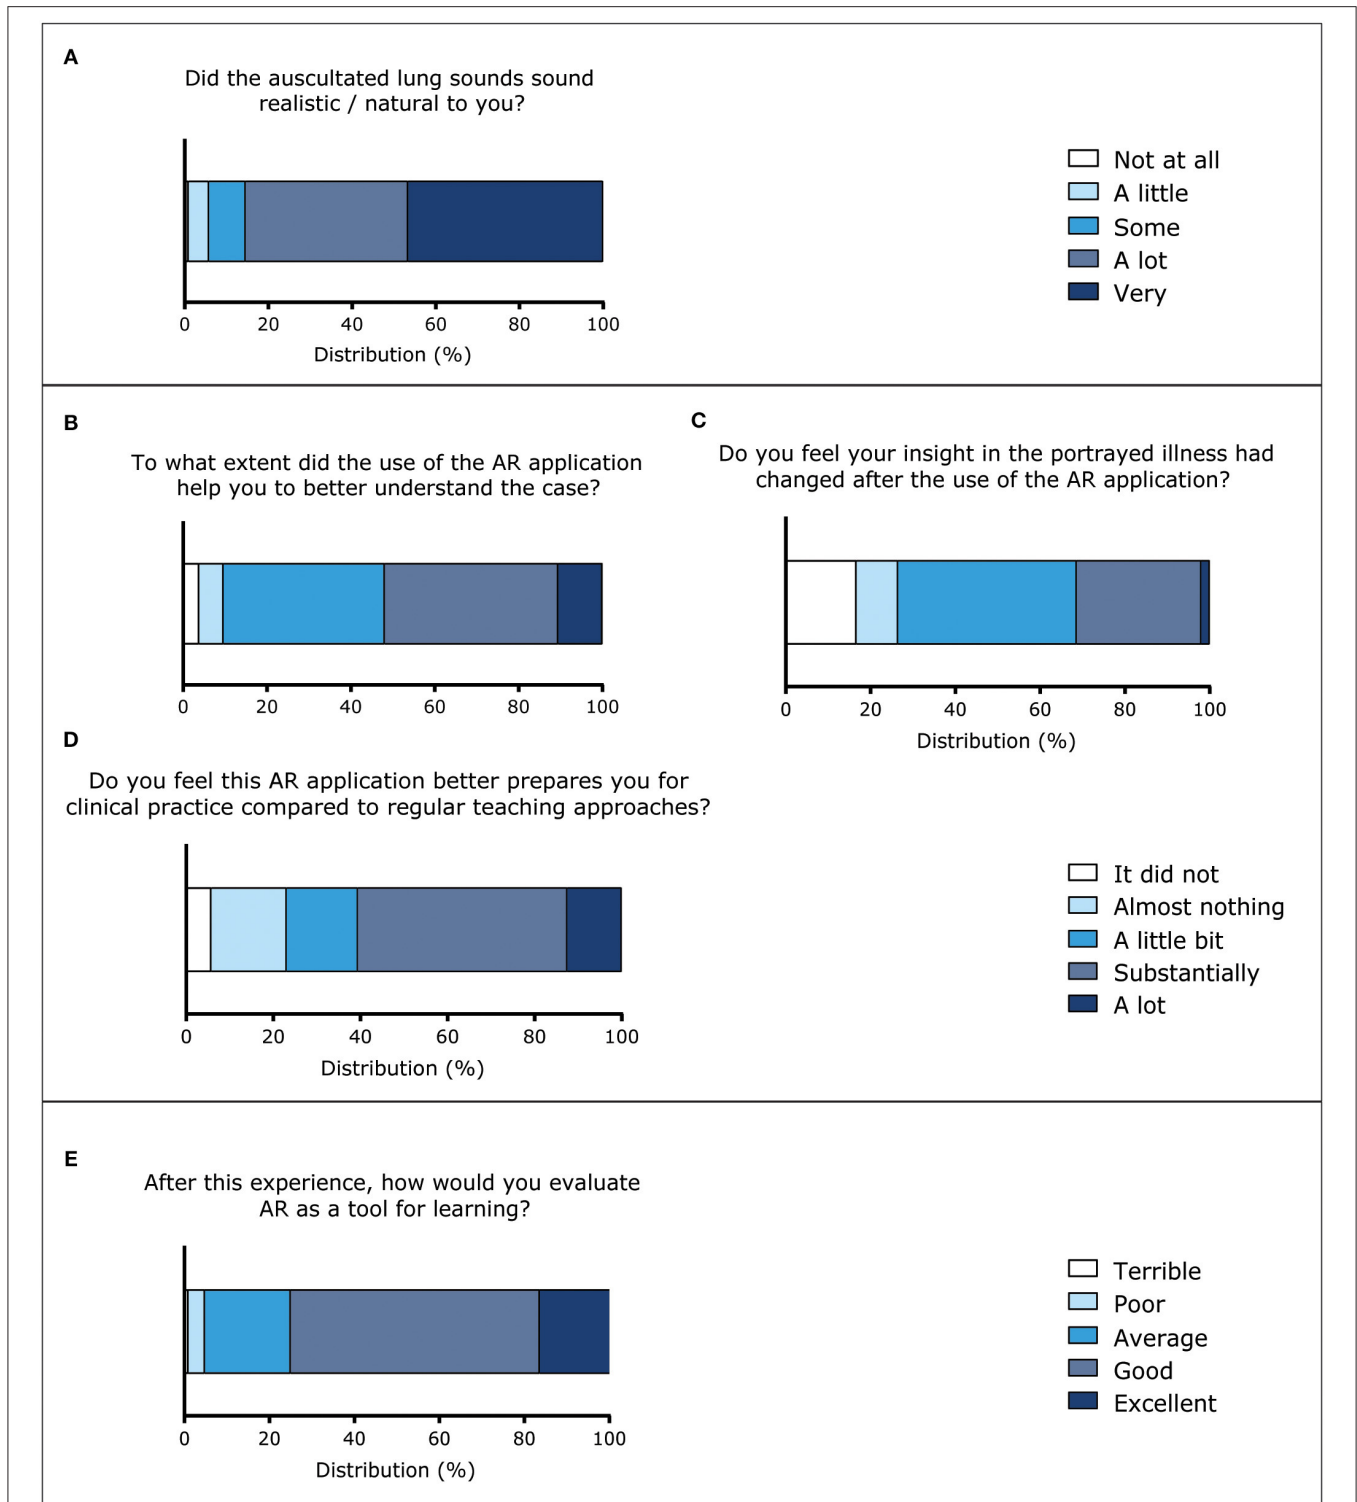 A
Did the auscultated lung sounds sound
realistic / natural to you?
Not at all
A little
Some
A lot
Very
0 20 40 60 80 100
Distribution (%)
B
To what extent did the use of the AR application
help you to better understand the case?
0 20 40 60 80 100
C
Do you feel your insight in the portrayed illness had
changed after the use of the AR application?
0 20 40 60 80 100
Distribution (%)
D
Do you feel this AR application better prepares you for
clinical practice compared to regular teaching approaches?
0 20 40 60 80 100
Distribution (%)
It did not
Almost nothing
A little bit
Substantially
A lot
E
After this experience, how would you evaluate
AR as a tool for learning?
0 20 40 60 80 100
Distribution (%)
Terrible
Poor
Average
Good
Excellent